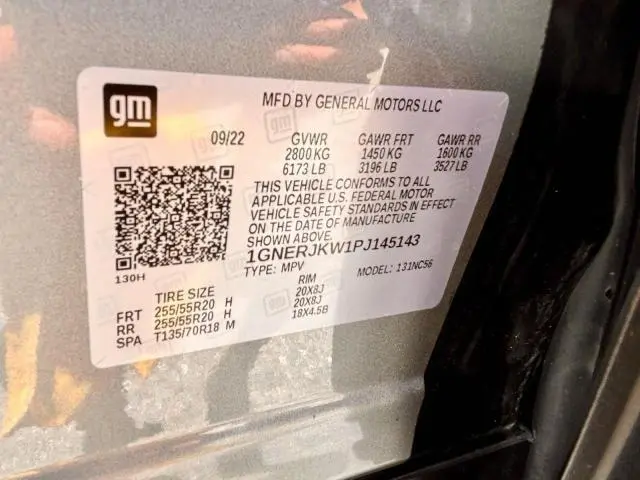 gm
MFD BY GENERAL MOTORS LLC
09/22 GVWR GAWR FRT GAWR RR
2800 KG 1450 KG 1600 KG
6173 LB 3196 LB 3527 LB
THIS VEHICLE CONFORMS TO ALL
APPLICABLE U.S. FEDERAL MOTOR
VEHICLE SAFETY STANDARDS IN EFFECT
ON THE DATE OF MANUFACTURE
SHOWN ABOVE.
1GNERJKW1PJ145143
130H
TYPE: MPV MODEL: 131NC56
TIRE SIZE RIM
FRT 255/55R20 H 20X8J
RR 255/55R20 H 20X8J
SPA T135/70R18 M 18X4.5B